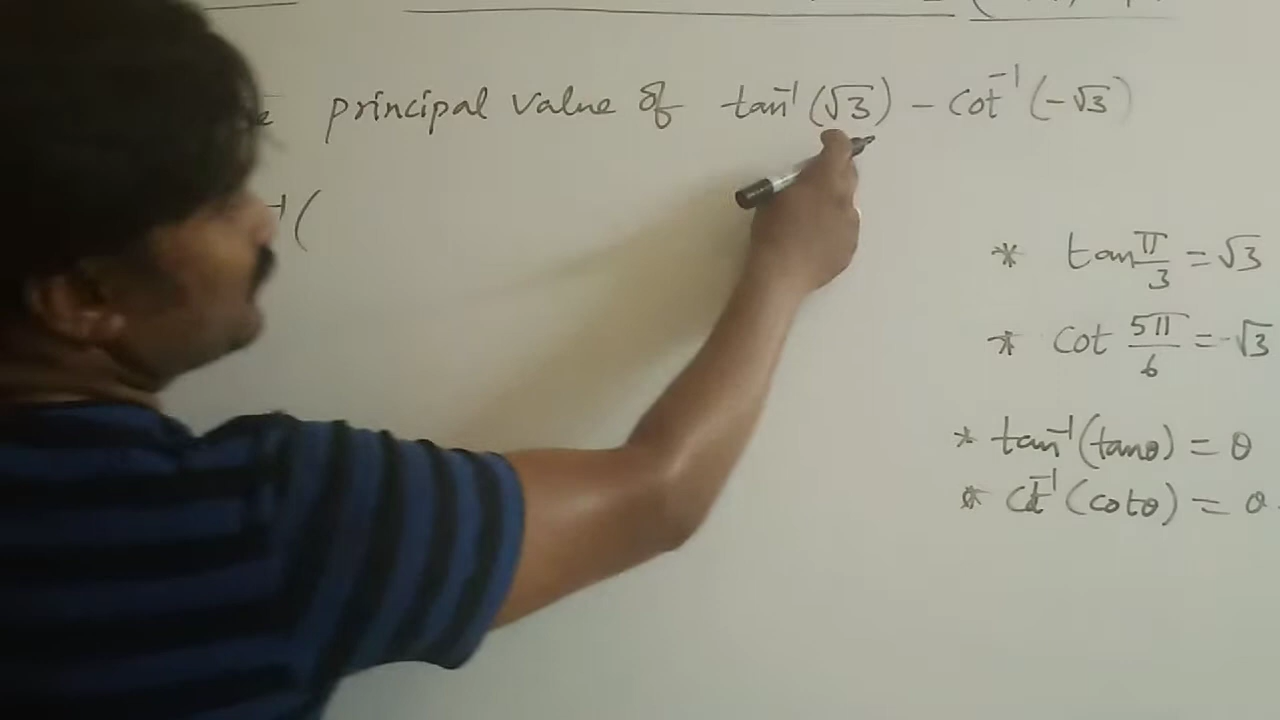 principal value of tan⁻¹(√3) - Cot⁻¹(-√3)
⁻¹(
* tan π/3 = √3
* Cot 5π/6 = -√3
* tan⁻¹(tanθ) = θ
* Cot⁻¹(cotθ) = θ.